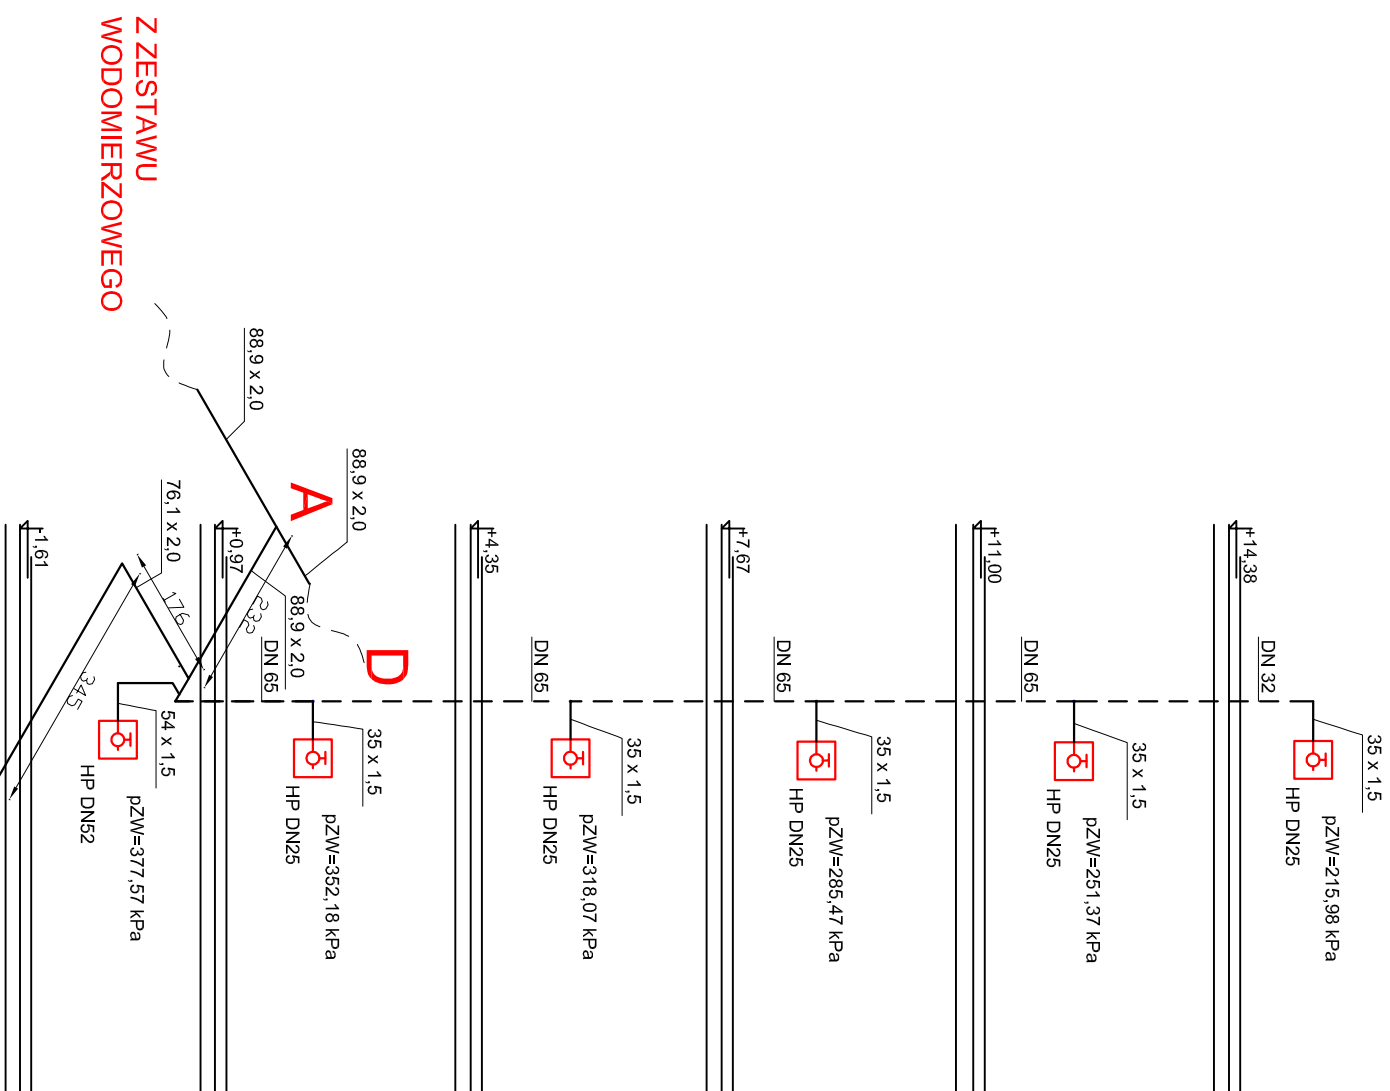 Z ZESTAWU
WODOMIERZOWEGO
88,9 x 2,0
A
88,9 x 2,0
76,1 x 2,0
176
88,9 x 2,0
232
D
345
54 x 1,5
HP DN52
pZW=377,57 kPa
-1,61
+0,97
DN 65
35 x 1,5
HP DN25
pZW=352,18 kPa
+4,35
DN 65
35 x 1,5
HP DN25
pZW=318,07 kPa
+7,67
DN 65
35 x 1,5
HP DN25
pZW=285,47 kPa
+11,00
DN 65
35 x 1,5
HP DN25
pZW=251,37 kPa
+14,38
DN 32
35 x 1,5
HP DN25
pZW=215,98 kPa